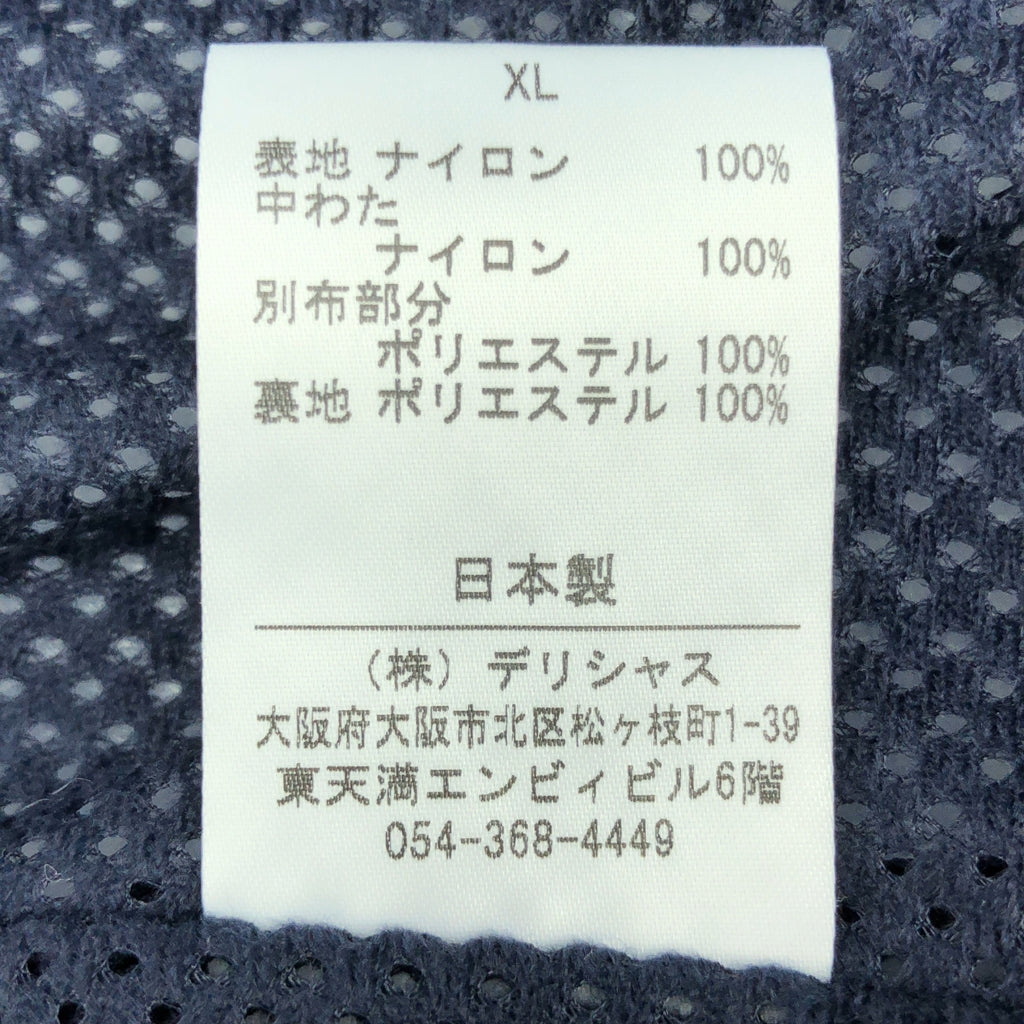 XL
表地 ナイロン 100%
中わた
ナイロン 100%
別布部分
ポリエステル 100%
裏地 ポリエステル 100%
日本製
(株) デリシャス
大阪府大阪市北区松ヶ枝町1-39
東天満エンビィビル6階
054-368-4449